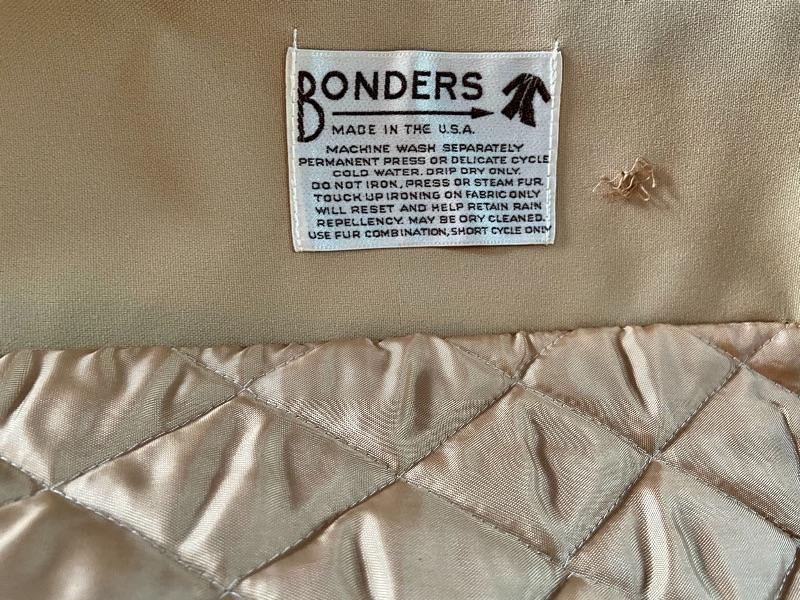 BONDERS
MADE IN THE U.S.A.
MACHINE WASH SEPARATELY
PERMANENT PRESS OR DELICATE CYCLE
COLD WATER. DRIP DRY ONLY.
DO NOT IRON, PRESS OR STEAM FUR.
TOUCH UP IRONING ON FABRIC ONLY
WILL RESET AND HELP RETAIN RAIN
REPELLENCY. MAY BE DRY CLEANED.
USE FUR COMBINATION, SHORT CYCLE ONLY